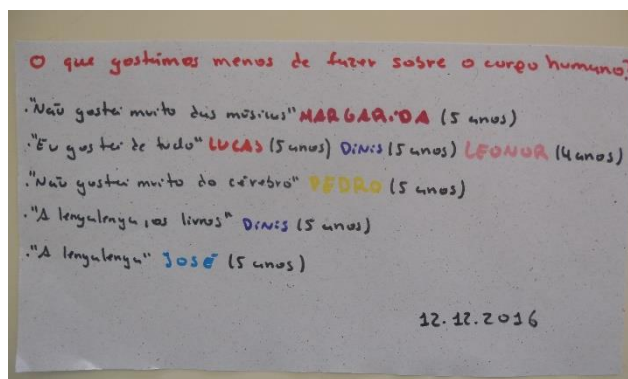 O que gostámos menos de fazer sobre o corpo humano?
."Não gostei muito das músicas" MARGARIDA (5 anos)
."Eu gostei de tudo" LUCAS (5 anos) DINIS (5 anos) LEONOR (4 anos)
."Não gostei muito do cérebro" PEDRO (5 anos)
."A lengalenga, os livros" DINIS (5 anos)
."A lengalenga" JOSÉ (5 anos)
12.12.2016